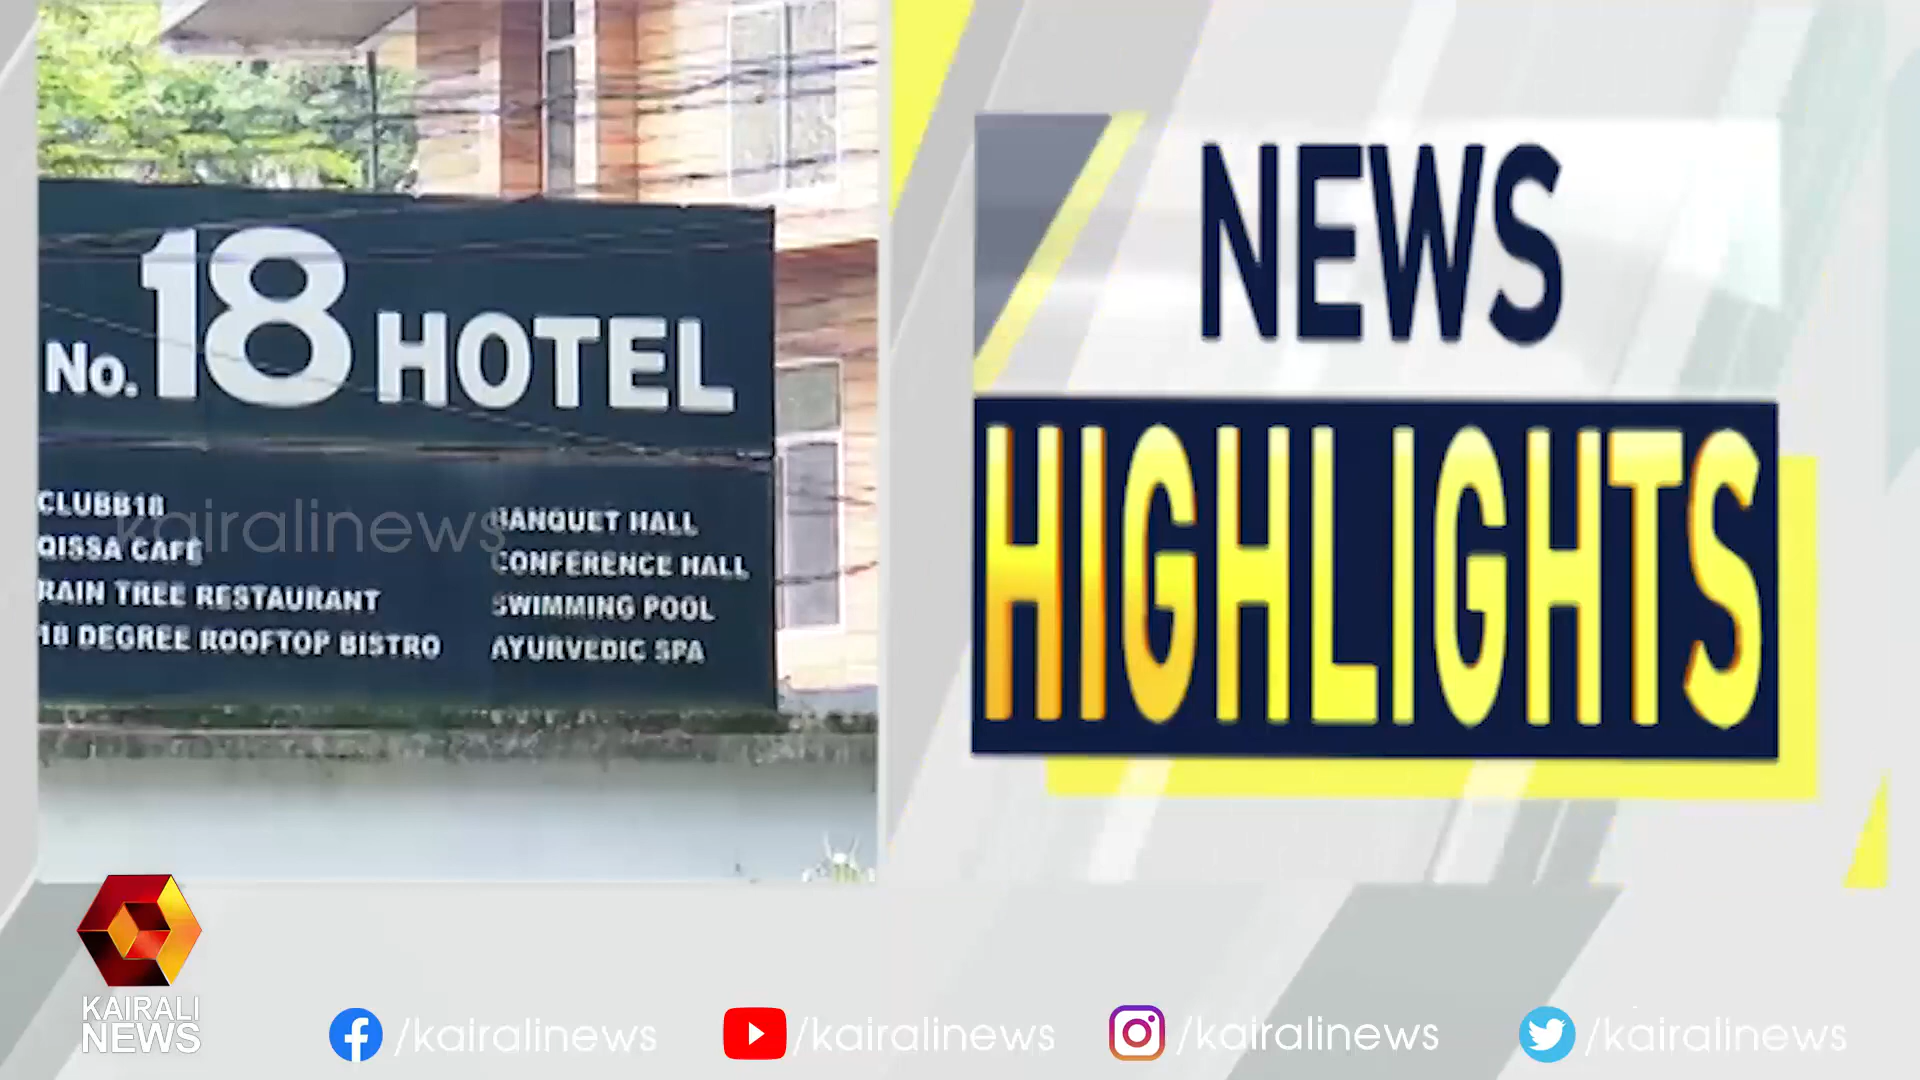 No. 18 HOTEL
CLUBB18
QISSA CAFE
RAIN TREE RESTAURANT
18 DEGREE ROOFTOP BISTRO
BANQUET HALL
CONFERENCE HALL
SWIMMING POOL
AYURVEDIC SPA
kairalinews
NEWS
HIGHLIGHTS
KAIRALI
NEWS
/kairalinews
/kairalinews
/kairalinews
/kairalinews